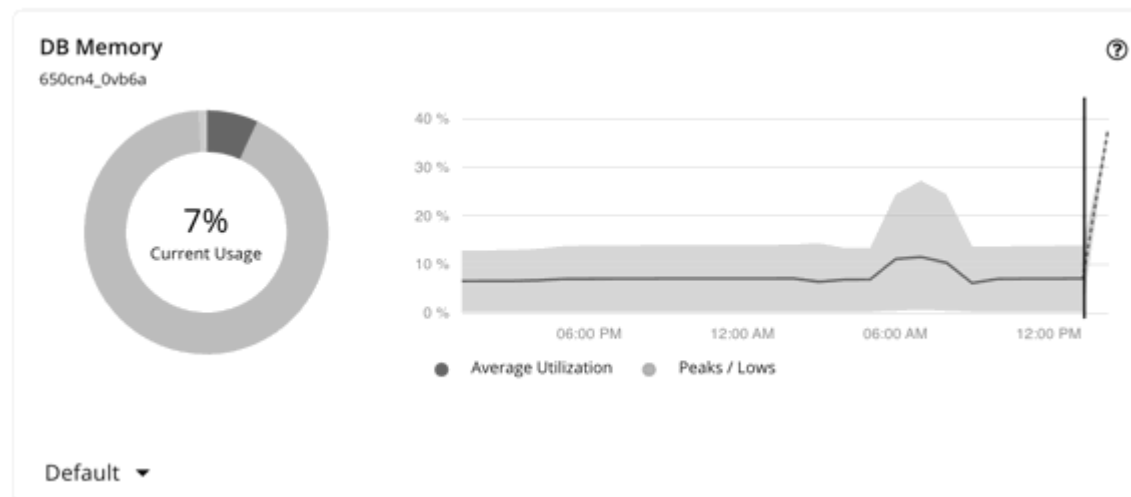 DB Memory
?
650cn4_0vb6a
7%
Current Usage
40 %
30 %
20 %
10 %
0 %
06:00 PM 12:00 AM 06:00 AM 12:00 PM
Average Utilization Peaks / Lows
Default